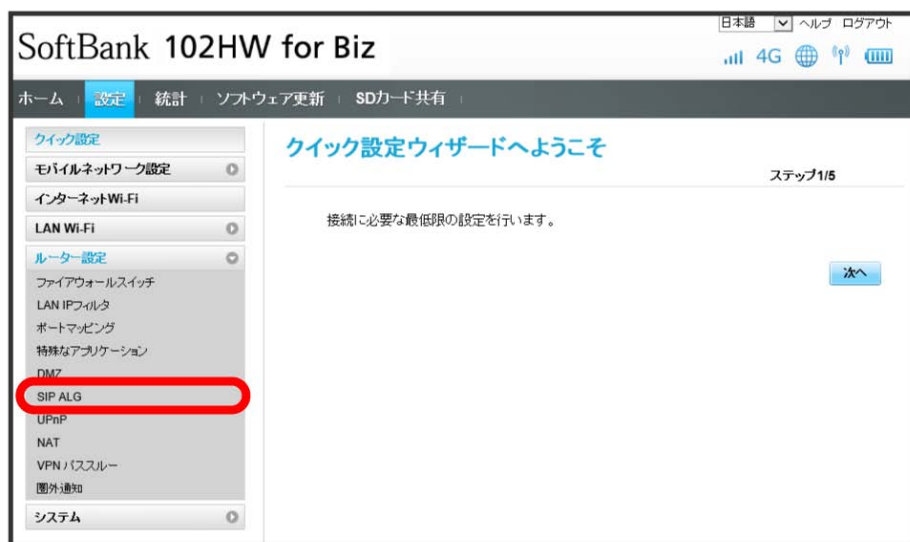 日本語 ヘルプ ログアウト
SoftBank 102HW for Biz
4G
ホーム 設定 統計 ソフトウェア更新 SDカード共有
クイック設定
モバイルネットワーク設定
インターネットWi-Fi
LAN Wi-Fi
ルーター設定
ファイアウォールスイッチ
LAN IPフィルタ
ポートマッピング
特殊なアプリケーション
DMZ
SIP ALG
UPnP
NAT
VPN パススルー
圏外通知
システム
クイック設定ウィザードへようこそ
ステップ1/5
接続に必要な最低限の設定を行います。
次へ